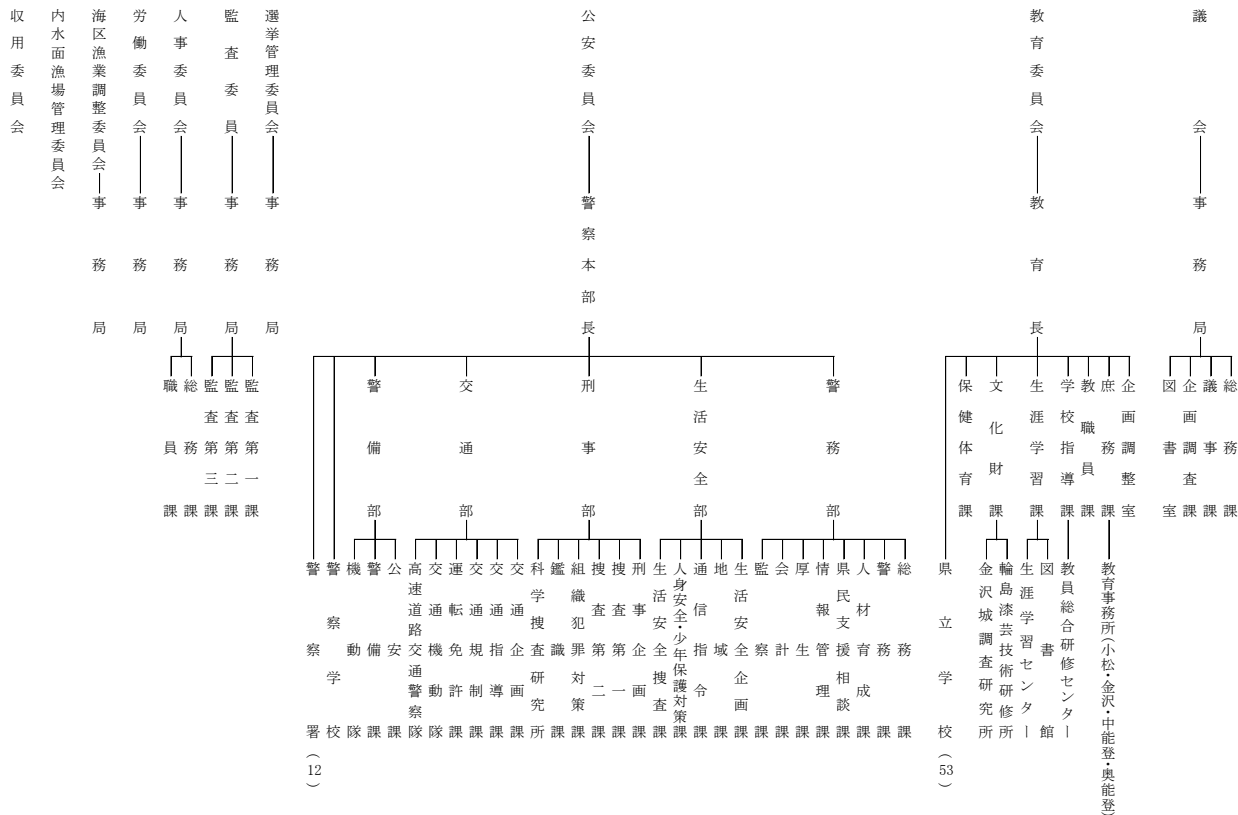 議会
事務局
総務課
議事課
企画調査課
図書室
教育委員会
教育長
企画調整室
庶務課
教育事務所(小松・金沢・中能登・奥能登)
教職員課
学校指導課
教員総合研修センター
生涯学習課
図書館
生涯学習センター
文化財課
輪島漆芸技術研修所
金沢城調査研究所
保健体育課
県立学校(53)
公安委員会
警察本部長
警務部
総務課
警務課
人材育成課
県民支援相談課
情報管理課
厚生課
会計課
監察課
生活安全部
生活安全企画課
地域課
通信指令課
人身安全・少年保護対策課
生活安全捜査課
刑事部
刑事企画課
捜査第一課
捜査第二課
組織犯罪対策課
鑑識課
科学捜査研究所
交通部
交通企画課
交通指導課
交通規制課
運転免許課
交通機動隊
高速道路交通警察隊
警備部
公安課
警備課
機動隊
警察学校
警察署(12)
選挙管理委員会
事務局
監査委員
事務局
監査第一課
監査第二課
監査第三課
人事委員会
事務局
総務課
職員課
労働委員会
事務局
海区漁業調整委員会
事務局
内水面漁場管理委員会
収用委員会